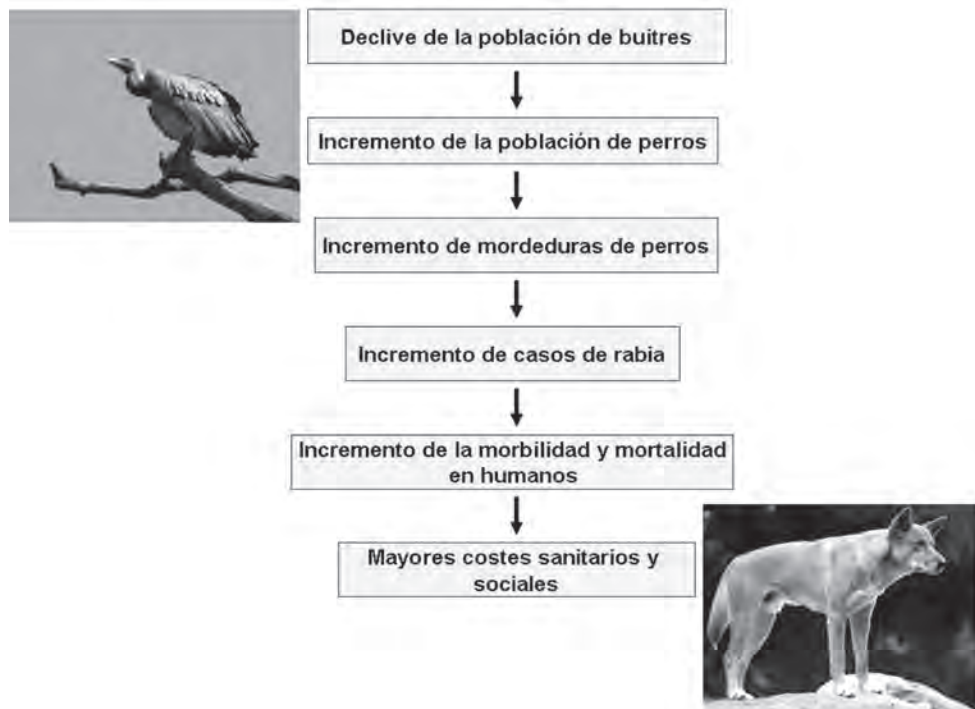 Declive de la población de buitres
Incremento de la población de perros
Incremento de mordeduras de perros
Incremento de casos de rabia
Incremento de la morbilidad y mortalidad
en humanos
Mayores costes sanitarios y
sociales